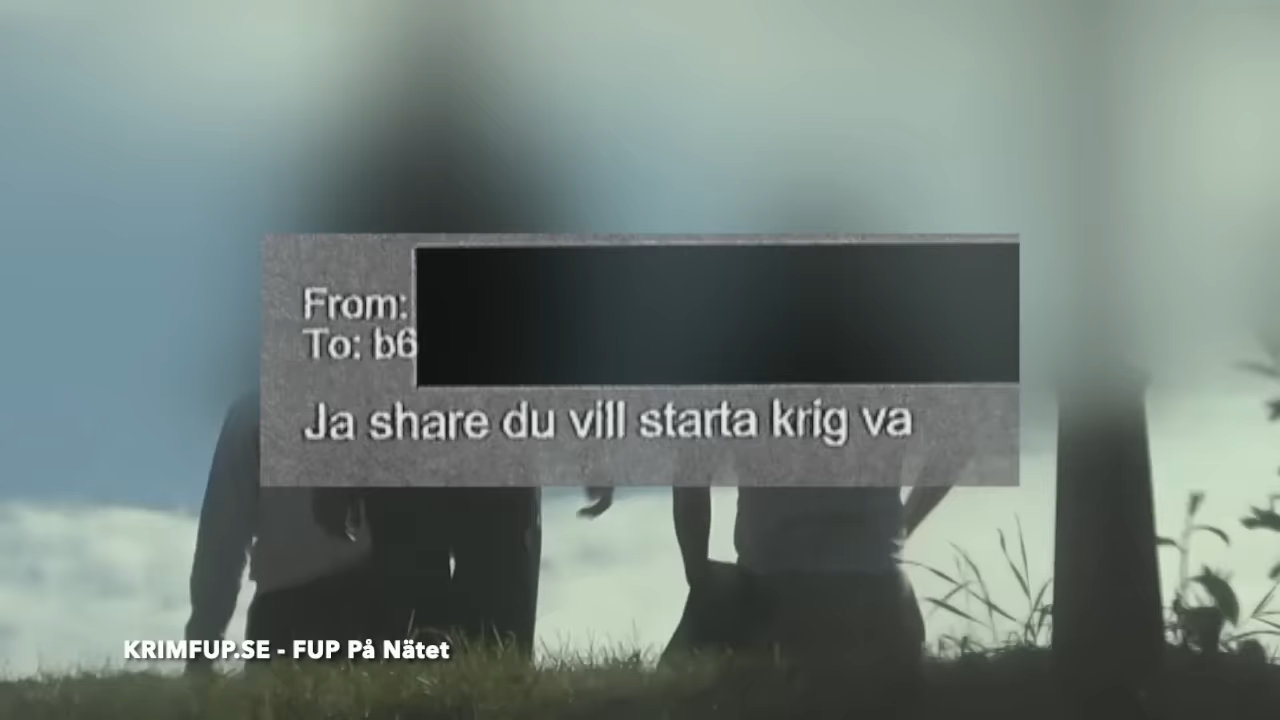 From:
To: b6
Ja share du vill starta krig va
KRIMFUP.SE - FUP På Nätet